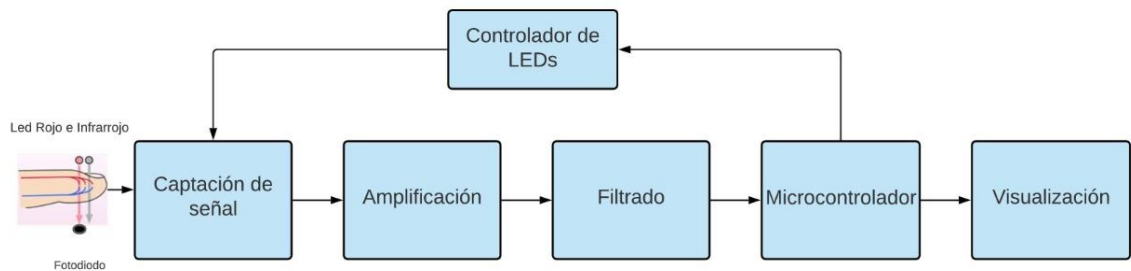 Controlador de
LEDs
Led Rojo e Infrarrojo
Captación de
señal
Amplificación
Filtrado
Microcontrolador
Visualización
Fotodiodo